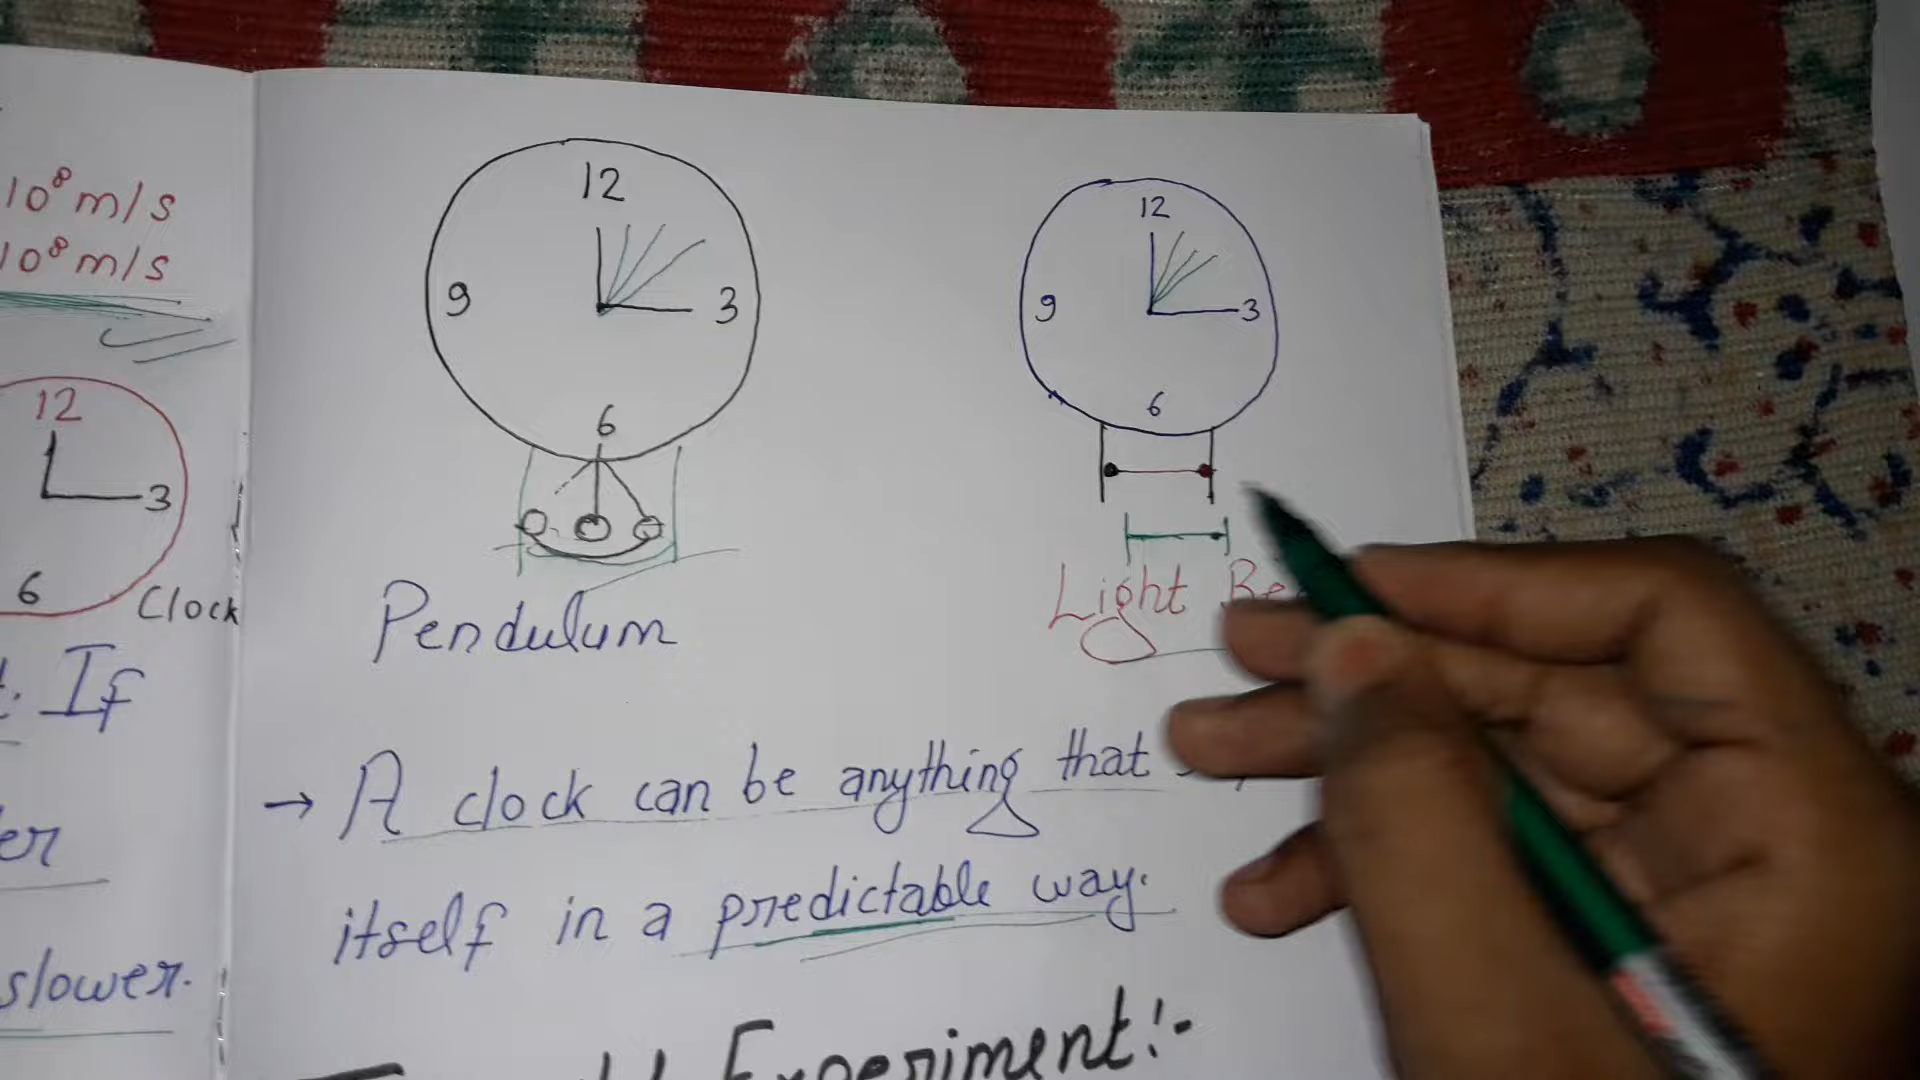 10⁸ m/s
10⁸ m/s
12
3
6
Clock
If
er
slower.
12
9
3
6
Pendulum
12
9
3
6
Light
→ A clock can be anything that
itself in a predictable way.
Experiment:-